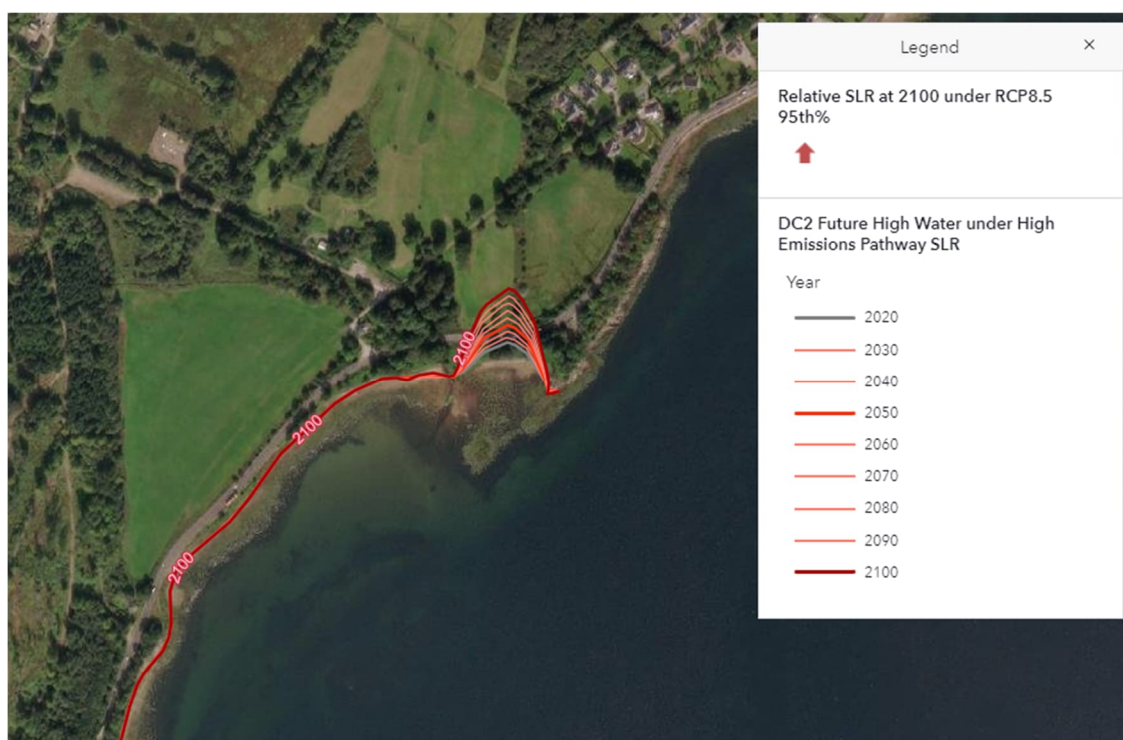 Legend
×
Relative SLR at 2100 under RCP8.5
95th%
DC2 Future High Water under High
Emissions Pathway SLR
Year
2020
2030
2040
2050
2060
2070
2080
2090
2100
2100
2100
2100